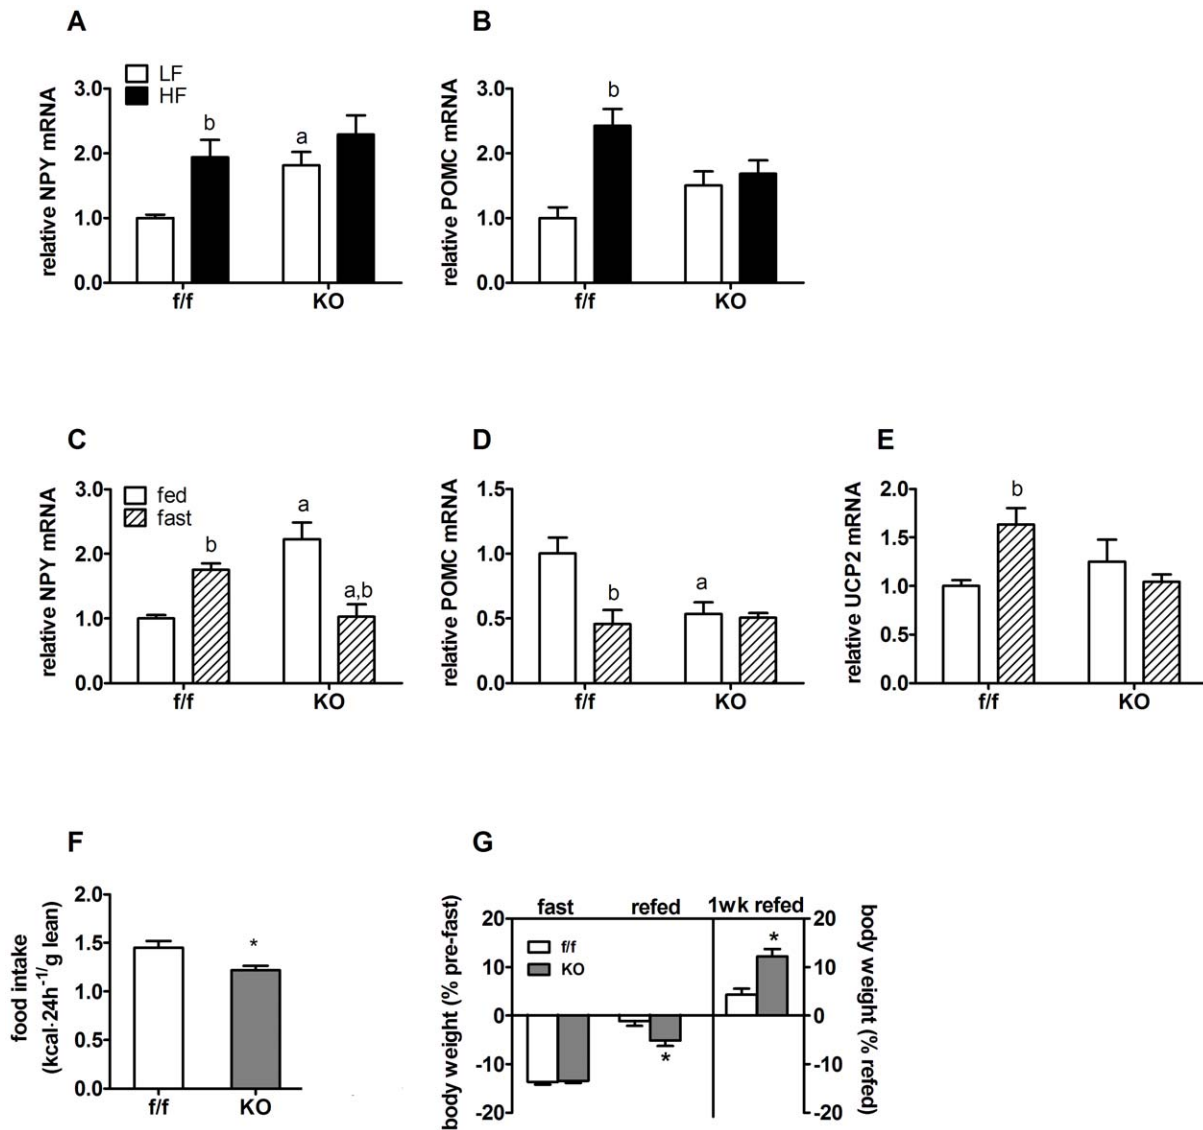 A
LF
HF
relative NPY mRNA
3.0
b
a
2.0
1.0
0.0
f/f
KO
B
relative POMC mRNA
3.0
b
2.0
1.0
0.0
f/f
KO
C
fed
fast
relative NPY mRNA
3.0
a
b
2.0
a,b
1.0
0.0
f/f
KO
D
relative POMC mRNA
1.5
1.0
b
a
0.5
0.0
f/f
KO
E
relative UCP2 mRNA
2.0
b
1.5
1.0
0.5
0.0
f/f
KO
F
food intake
(kcal·24h⁻¹/g lean)
2.0
1.5
*
1.0
0.5
0.0
f/f
KO
G
body weight (% pre-fast)
fast
refed
1wk refed
f/f
KO
20
10
0
-10
-20
*
*
20
10
0
-10
-20
body weight (% refed)